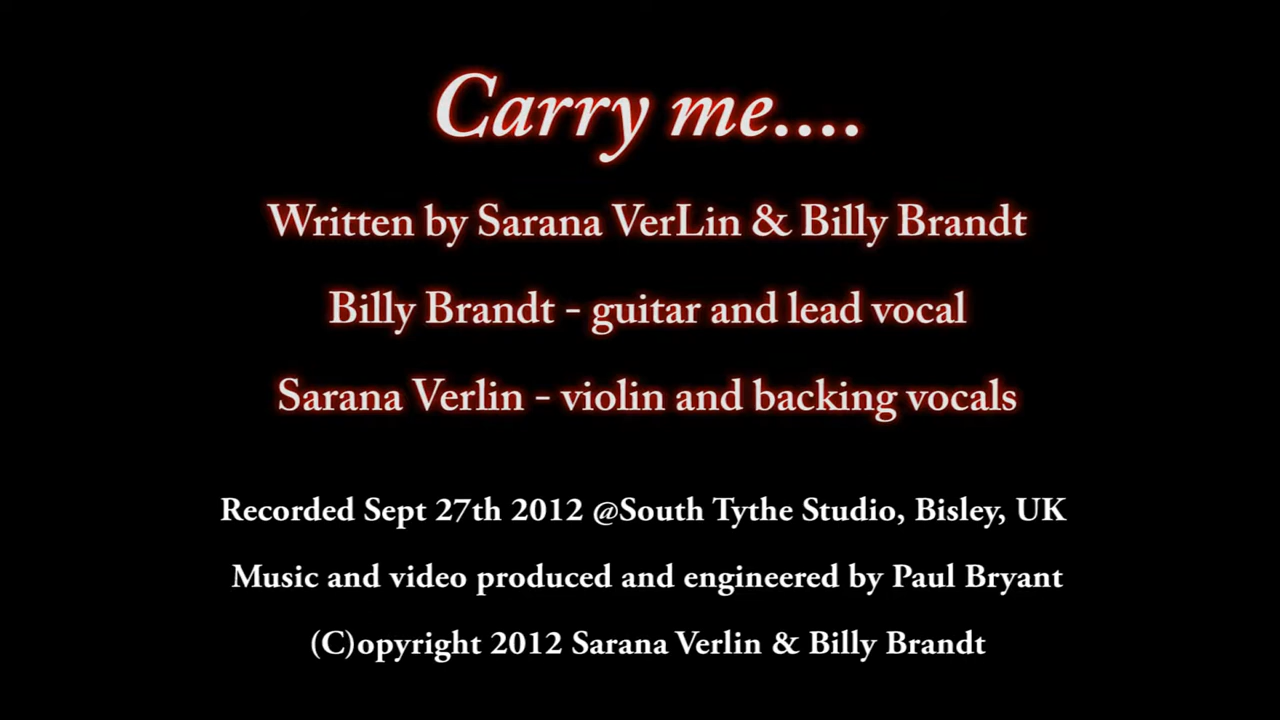 Carry me....
Written by Sarana VerLin & Billy Brandt
Billy Brandt - guitar and lead vocal
Sarana Verlin - violin and backing vocals
Recorded Sept 27th 2012 @South Tythe Studio, Bisley, UK
Music and video produced and engineered by Paul Bryant
(C)opyright 2012 Sarana Verlin & Billy Brandt